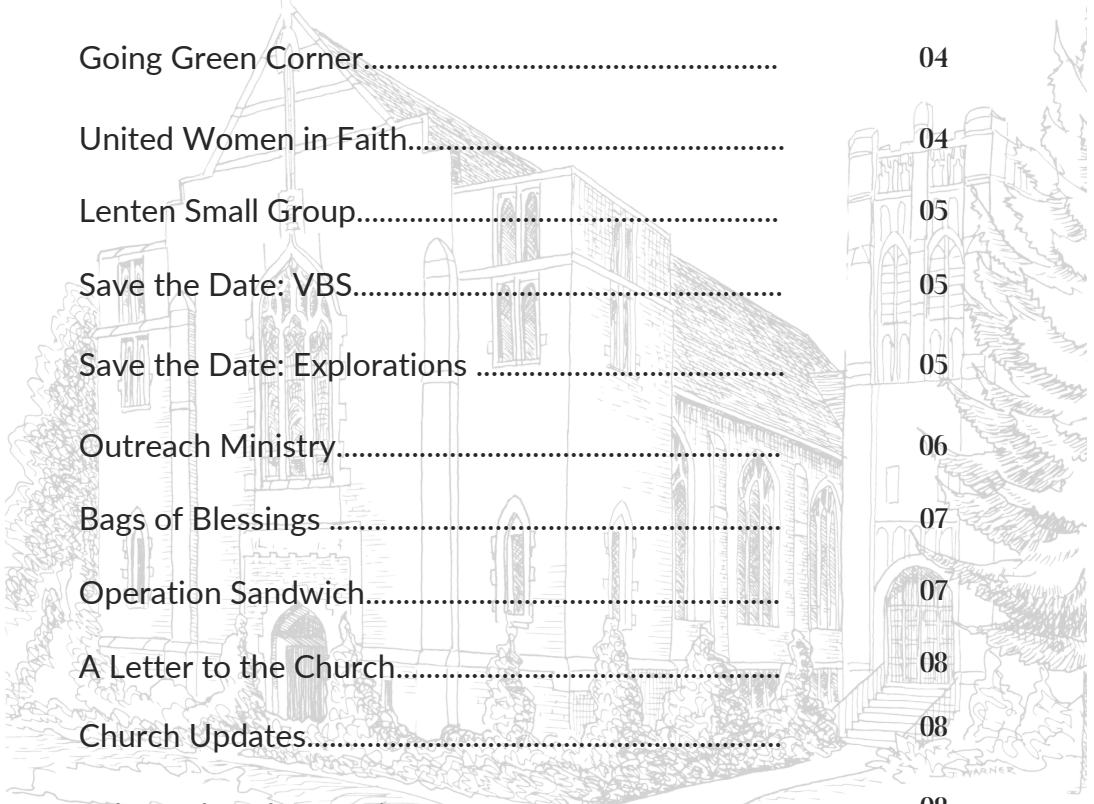 Going Green Corner.............................................. 04
United Women in Faith.......................................... 04
Lenten Small Group............................................... 05
Save the Date: VBS................................................ 05
Save the Date: Explorations .................................. 05
Outreach Ministry.................................................. 06
Bags of Blessings .................................................. 07
Operation Sandwich.............................................. 07
A Letter to the Church........................................... 08
Church Updates..................................................... 08
WARNER